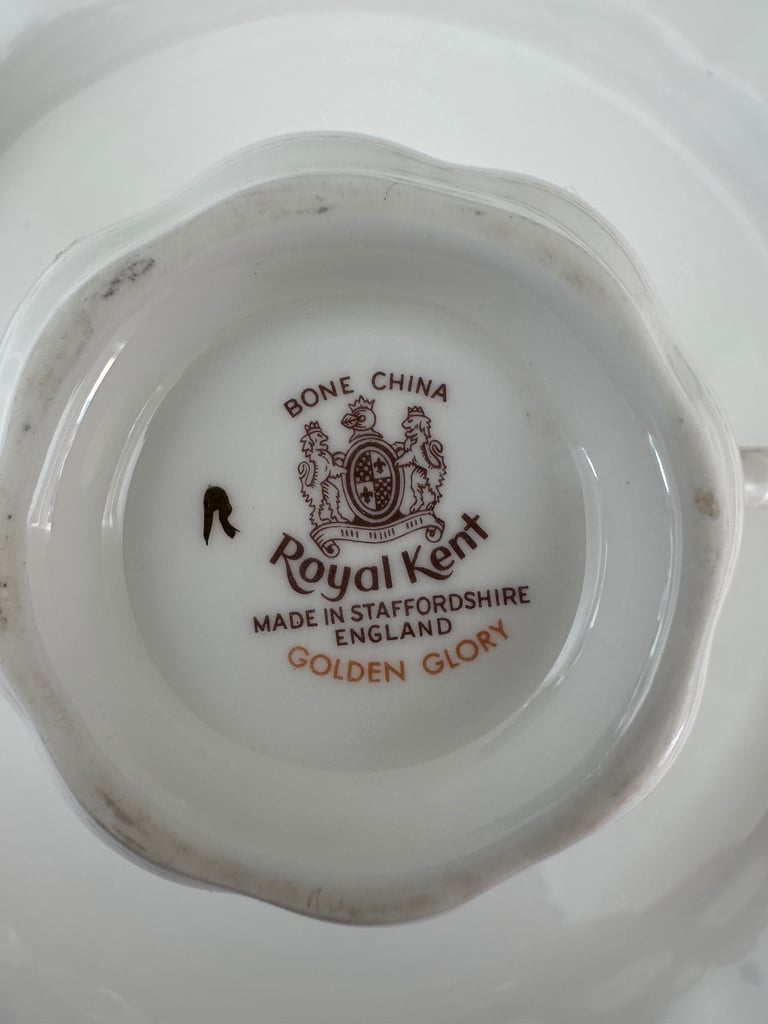 BONE CHINA
Royal Kent
MADE IN STAFFORDSHIRE
ENGLAND
GOLDEN GLORY